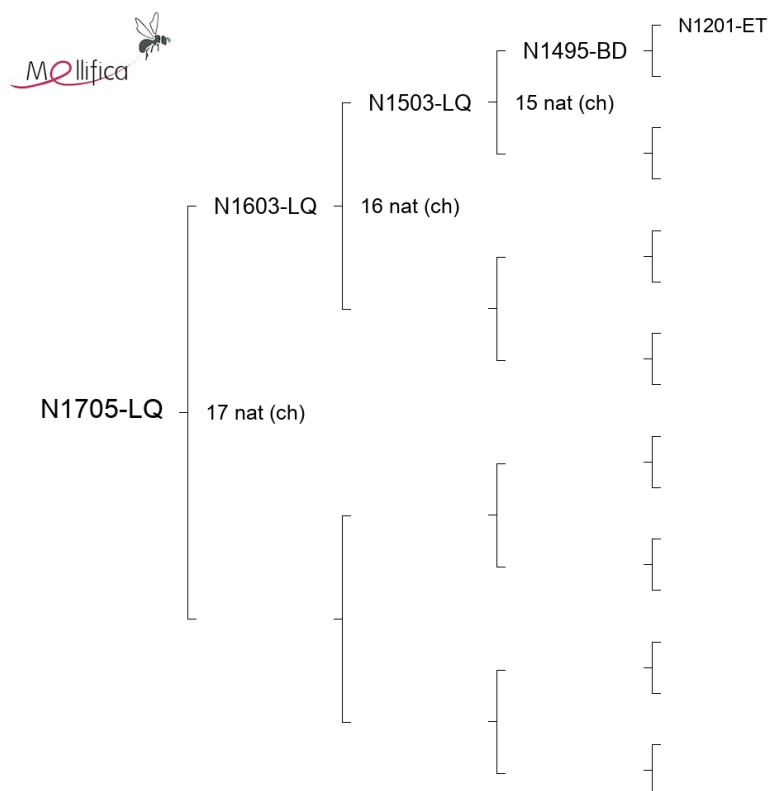 Mellifica
N1201-ET
N1495-BD
N1503-LQ
15 nat (ch)
N1603-LQ
16 nat (ch)
N1705-LQ
17 nat (ch)